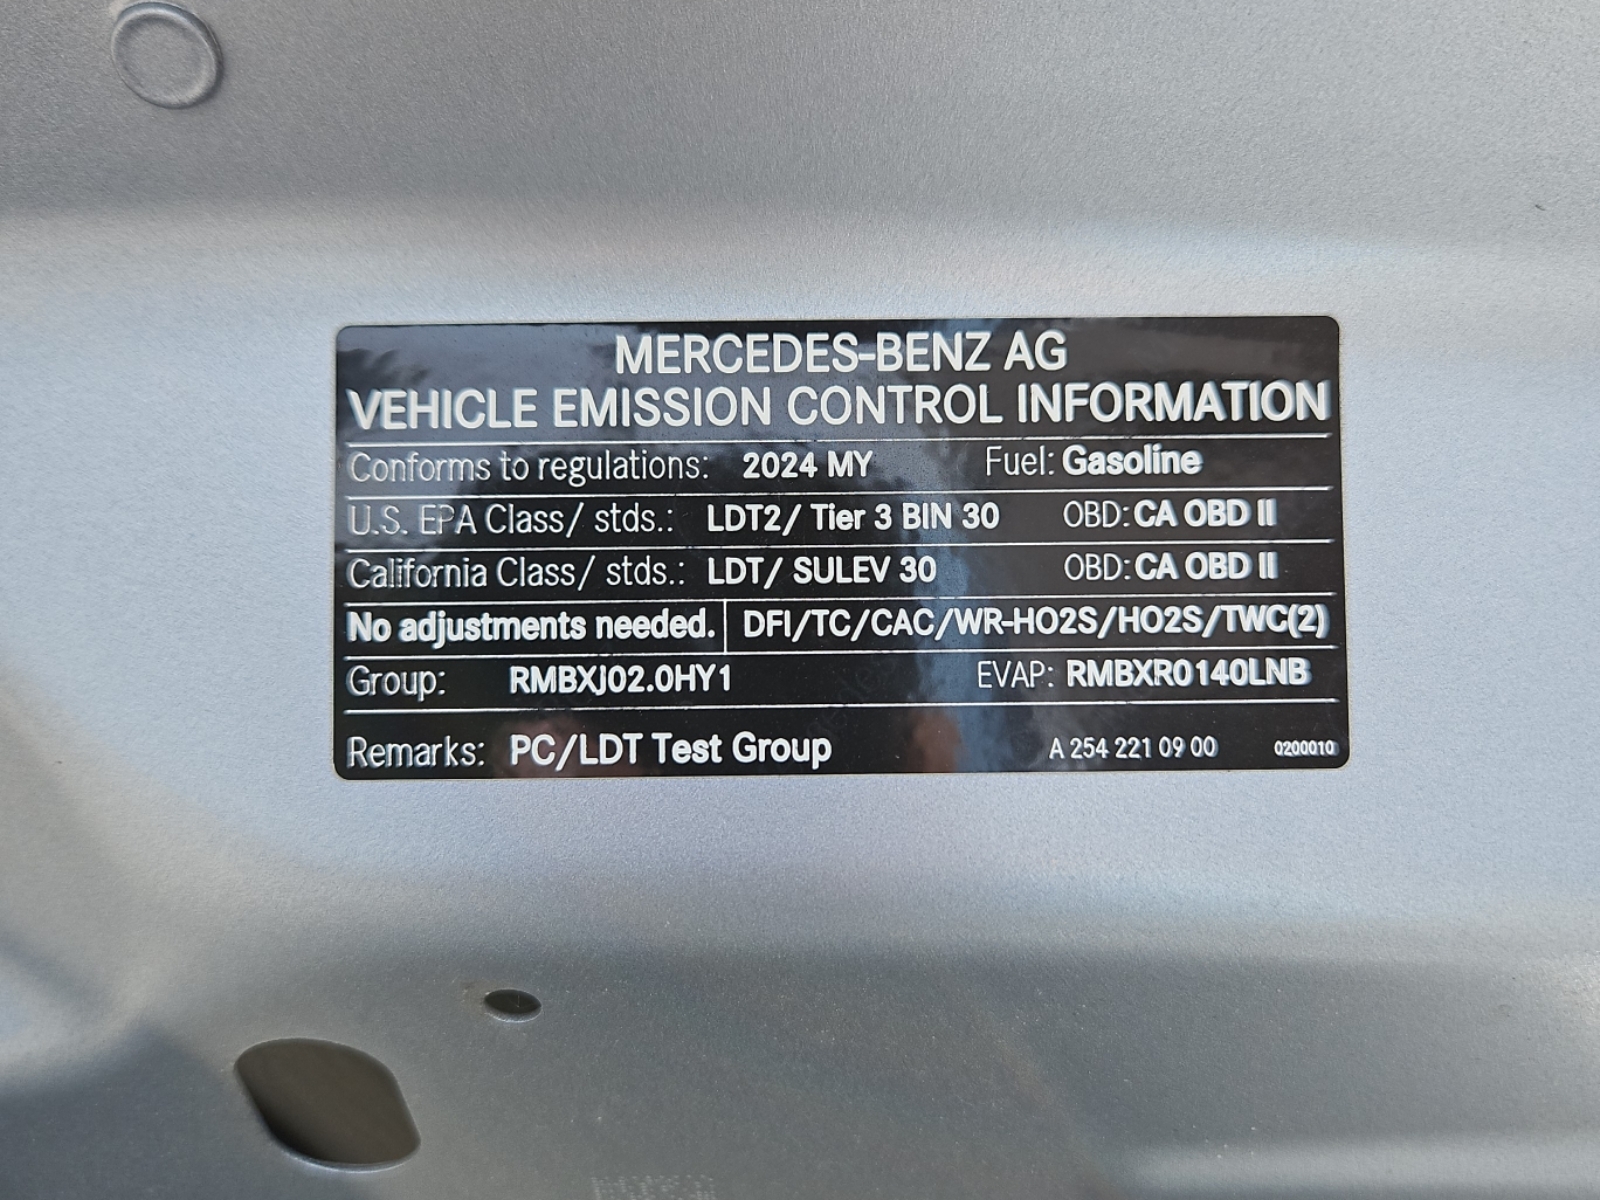 MERCEDES-BENZ AG
VEHICLE EMISSION CONTROL INFORMATION
Conforms to regulations: 2024 MY Fuel: Gasoline
U.S. EPA Class/ stds.: LDT2/ Tier 3 BIN 30 OBD: CA OBD II
California Class/ stds.: LDT/ SULEV 30 OBD: CA OBD II
No adjustments needed. DFI/TC/CAC/WR-HO2S/HO2S/TWC(2)
Group: RMBXJ02.0HY1 EVAP: RMBXR0140LNB
Remarks: PC/LDT Test Group A 254 221 09 00 0200010